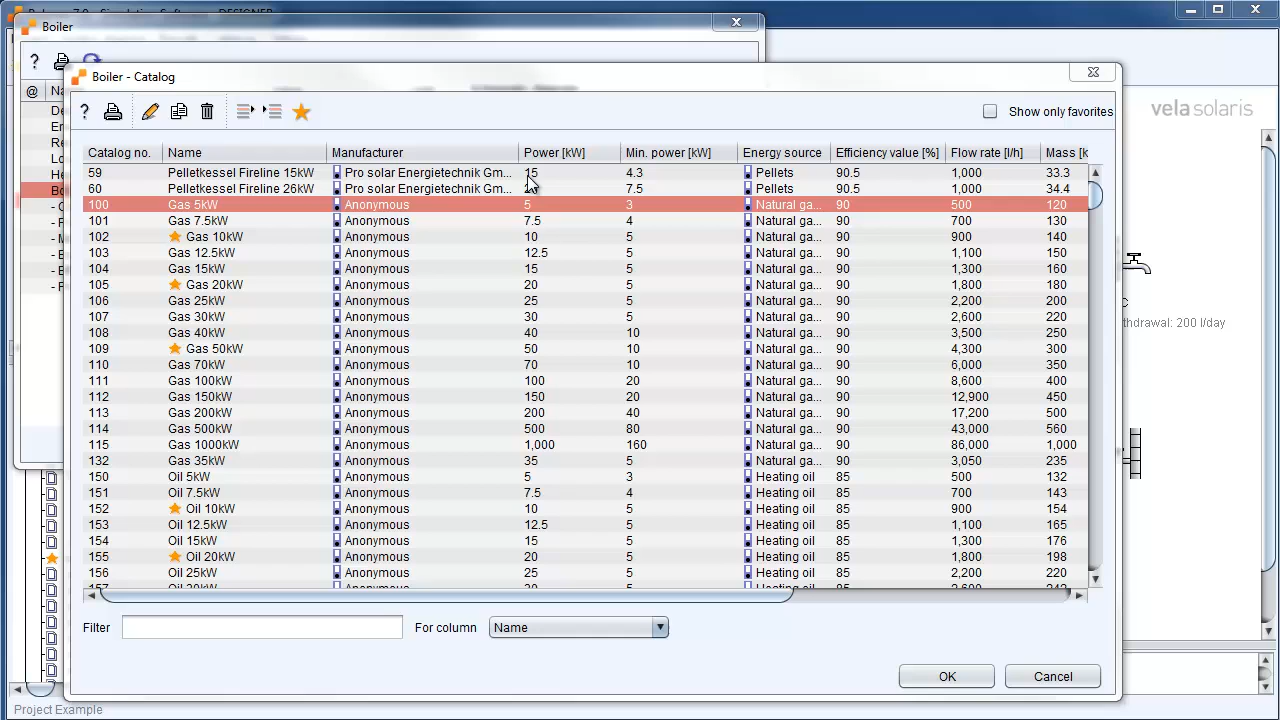 Boiler
Boiler - Catalog
vela solaris
Show only favorites
Catalog no. Name Manufacturer Power [kW] Min. power [kW] Energy source Efficiency value [%] Flow rate [l/h] Mass [k
59 Pelletkessel Fireline 15kW Pro solar Energietechnik Gm... 15 4.3 Pellets 90.5 1,000 33.3
60 Pelletkessel Fireline 26kW Pro solar Energietechnik Gm... 7.5 Pellets 90.5 1,000 34.4
100 Gas 5kW Anonymous 5 3 Natural ga... 90 500 120
101 Gas 7.5kW Anonymous 7.5 4 Natural ga... 90 700 130
102 Gas 10kW Anonymous 10 5 Natural ga... 90 900 140
103 Gas 12.5kW Anonymous 12.5 5 Natural ga... 90 1,100 150
104 Gas 15kW Anonymous 15 5 Natural ga... 90 1,300 160
105 Gas 20kW Anonymous 20 5 Natural ga... 90 1,800 180
106 Gas 25kW Anonymous 25 5 Natural ga... 90 2,200 200
107 Gas 30kW Anonymous 30 5 Natural ga... 90 2,600 220
108 Gas 40kW Anonymous 40 10 Natural ga... 90 3,500 250
109 Gas 50kW Anonymous 50 10 Natural ga... 90 4,300 300
110 Gas 70kW Anonymous 70 10 Natural ga... 90 6,000 350
111 Gas 100kW Anonymous 100 20 Natural ga... 90 8,600 400
112 Gas 150kW Anonymous 150 20 Natural ga... 90 12,900 450
113 Gas 200kW Anonymous 200 40 Natural ga... 90 17,200 500
114 Gas 500kW Anonymous 500 80 Natural ga... 90 43,000 560
115 Gas 1000kW Anonymous 1,000 160 Natural ga... 90 86,000 1,000
132 Gas 35kW Anonymous 35 5 Natural ga... 90 3,050 235
150 Oil 5kW Anonymous 5 3 Heating oil 85 500 132
151 Oil 7.5kW Anonymous 7.5 4 Heating oil 85 700 143
152 Oil 10kW Anonymous 10 5 Heating oil 85 900 154
153 Oil 12.5kW Anonymous 12.5 5 Heating oil 85 1,100 165
154 Oil 15kW Anonymous 15 5 Heating oil 85 1,300 176
155 Oil 20kW Anonymous 20 5 Heating oil 85 1,800 198
156 Oil 25kW Anonymous 25 5 Heating oil 85 2,200 220
thdrawal: 200 l/day
Filter For column Name
OK Cancel
Project Example